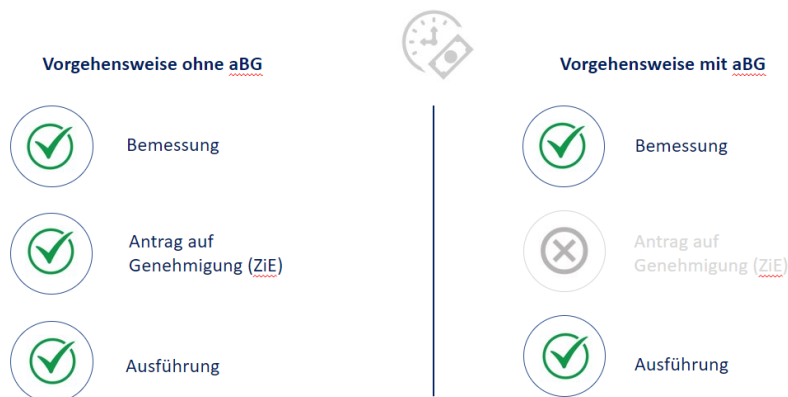 Vorgehensweise ohne aBG
Bemessung
Antrag auf
Genehmigung (ZiE)
Ausführung
Vorgehensweise mit aBG
Bemessung
Antrag auf
Genehmigung (ZiE)
Ausführung